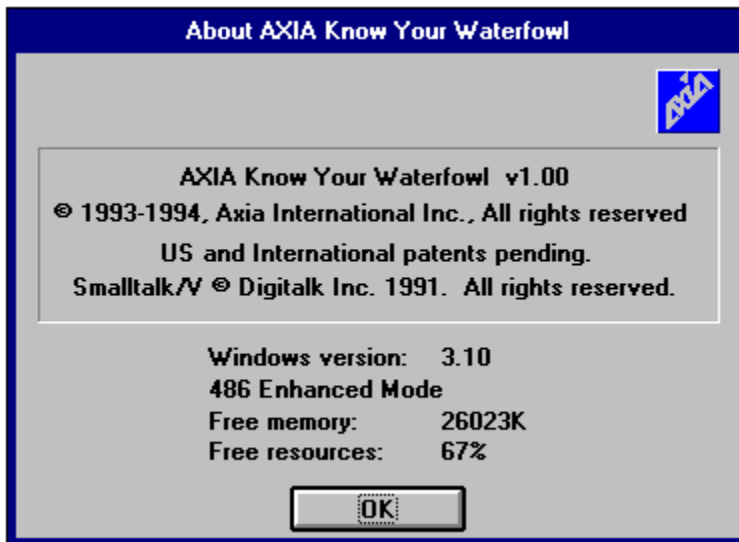 About AXIA Know Your Waterfowl
AXIA
AXIA Know Your Waterfowl v1.00
© 1993-1994, Axia International Inc., All rights reserved
US and International patents pending.
Smalltalk/V © Digitalk Inc. 1991. All rights reserved.
Windows version: 3.10
486 Enhanced Mode
Free memory: 26023K
Free resources: 67%
OK